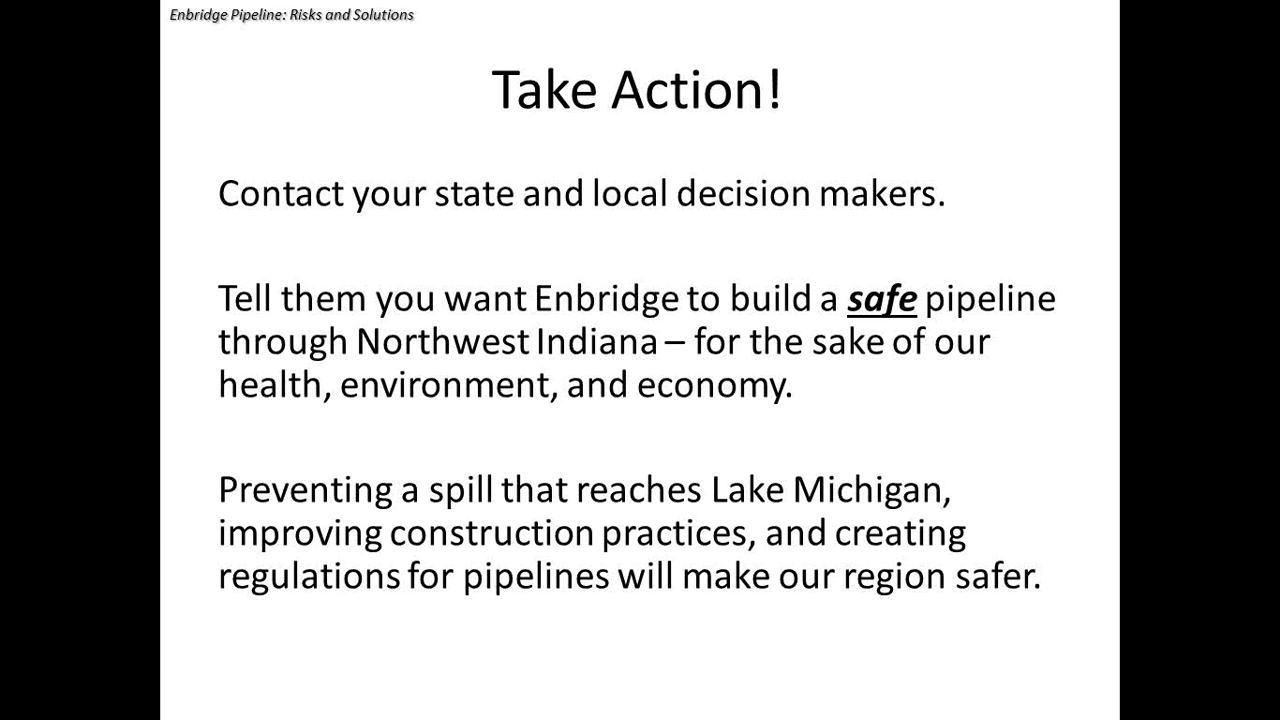 Enbridge Pipeline: Risks and Solutions
Take Action!
Contact your state and local decision makers.
Tell them you want Enbridge to build a safe pipeline
through Northwest Indiana – for the sake of our
health, environment, and economy.
Preventing a spill that reaches Lake Michigan,
improving construction practices, and creating
regulations for pipelines will make our region safer.